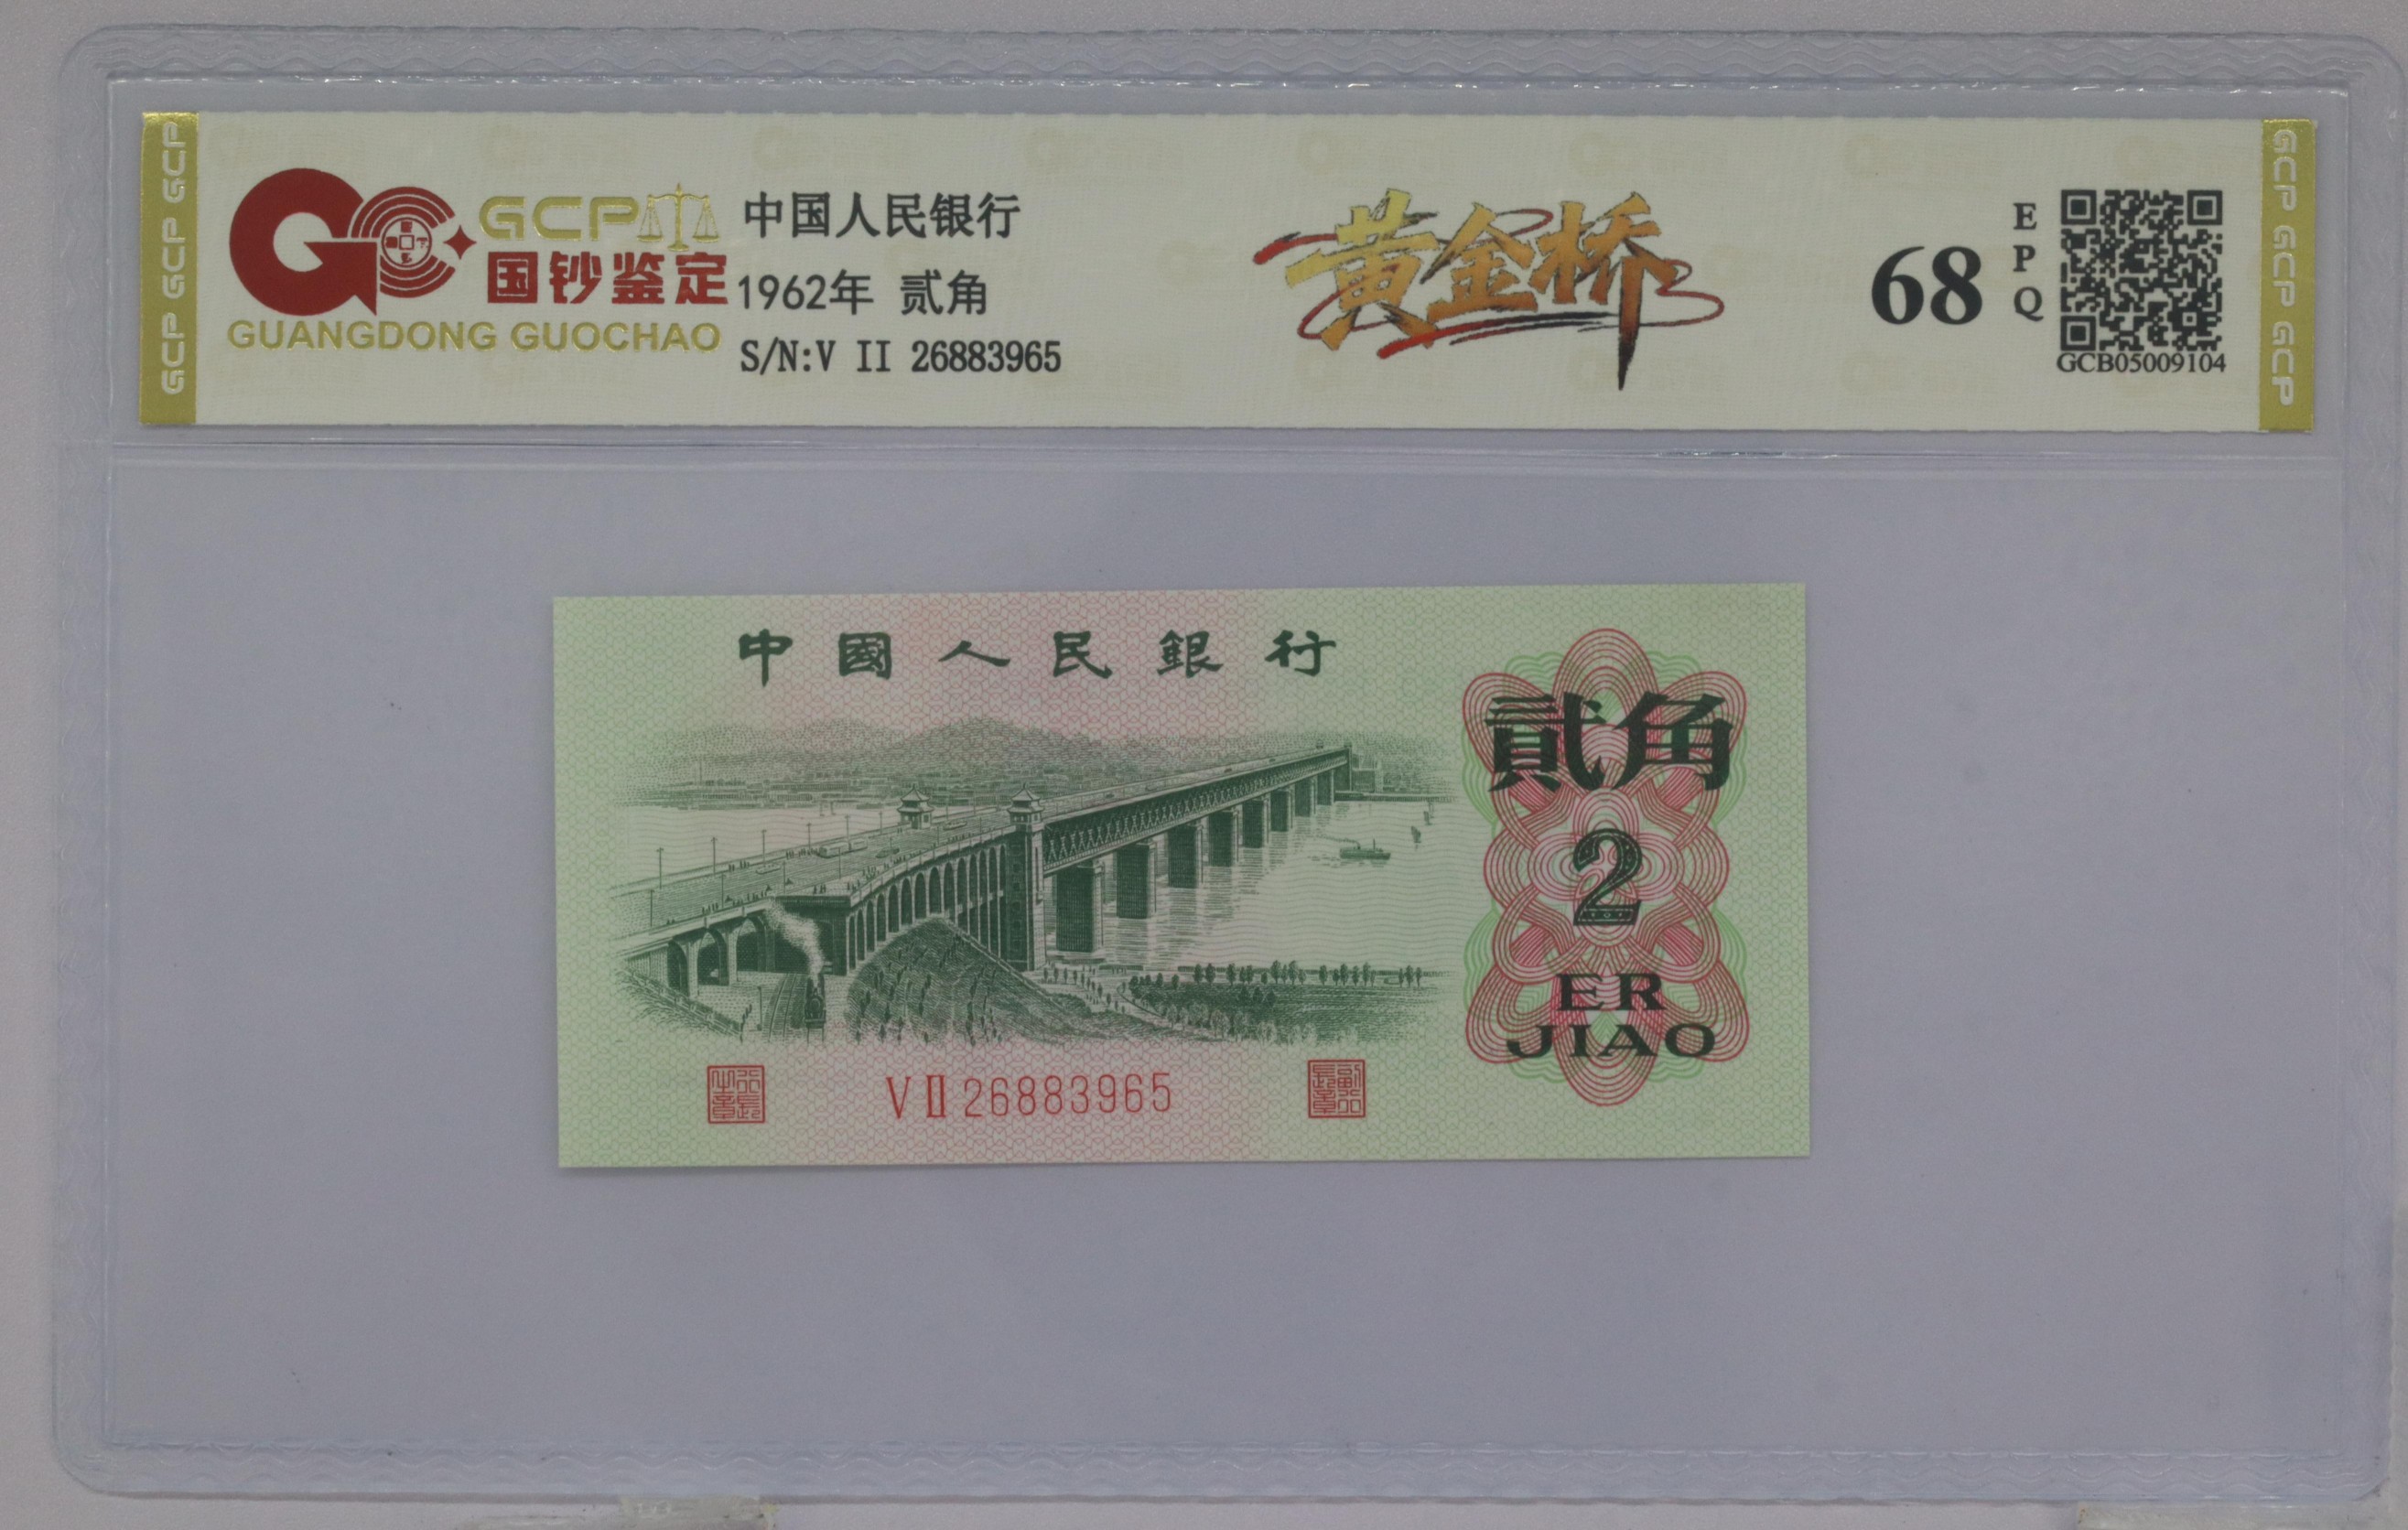 GCP GCP GCP
GCP
国钞鉴定
GUANGDONG GUOCHAO
中国人民银行
1962年 贰角
S/N:V II 26883965
黄金桥
68
EPQ
GCB05009104
GCP GCP GCP
中國人民銀行
貳角
2
ER
JIAO
V II 26883965